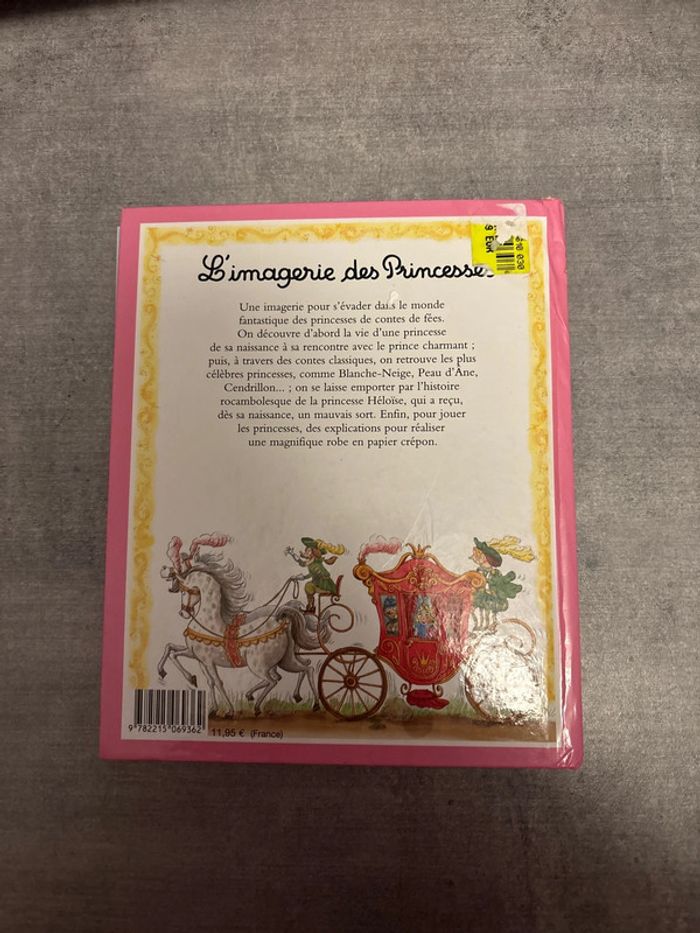 L'imagerie des Princesses
9 EUR
Une imagerie pour s'évader dans le monde
fantastique des princesses de contes de fées.
On découvre d'abord la vie d'une princesse
de sa naissance à sa rencontre avec le prince charmant ;
puis, à travers des contes classiques, on retrouve les plus
célèbres princesses, comme Blanche-Neige, Peau d'Âne,
Cendrillon... ; on se laisse emporter par l'histoire
rocambolesque de la princesse Héloïse, qui a reçu,
dès sa naissance, un mauvais sort. Enfin, pour jouer
les princesses, des explications pour réaliser
une magnifique robe en papier crépon.
9 782215 069362
11,95 € (France)